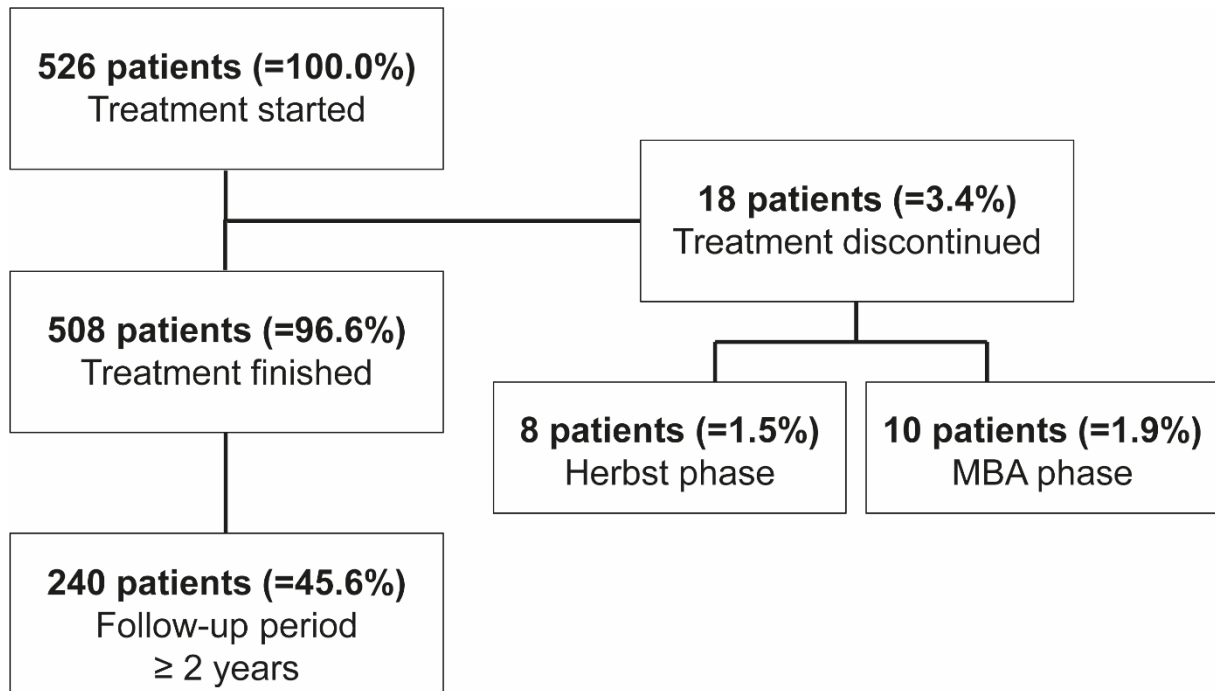 526 patients (=100.0%)
Treatment started
18 patients (=3.4%)
Treatment discontinued
508 patients (=96.6%)
Treatment finished
8 patients (=1.5%)
Herbst phase
10 patients (=1.9%)
MBA phase
240 patients (=45.6%)
Follow-up period
≥ 2 years